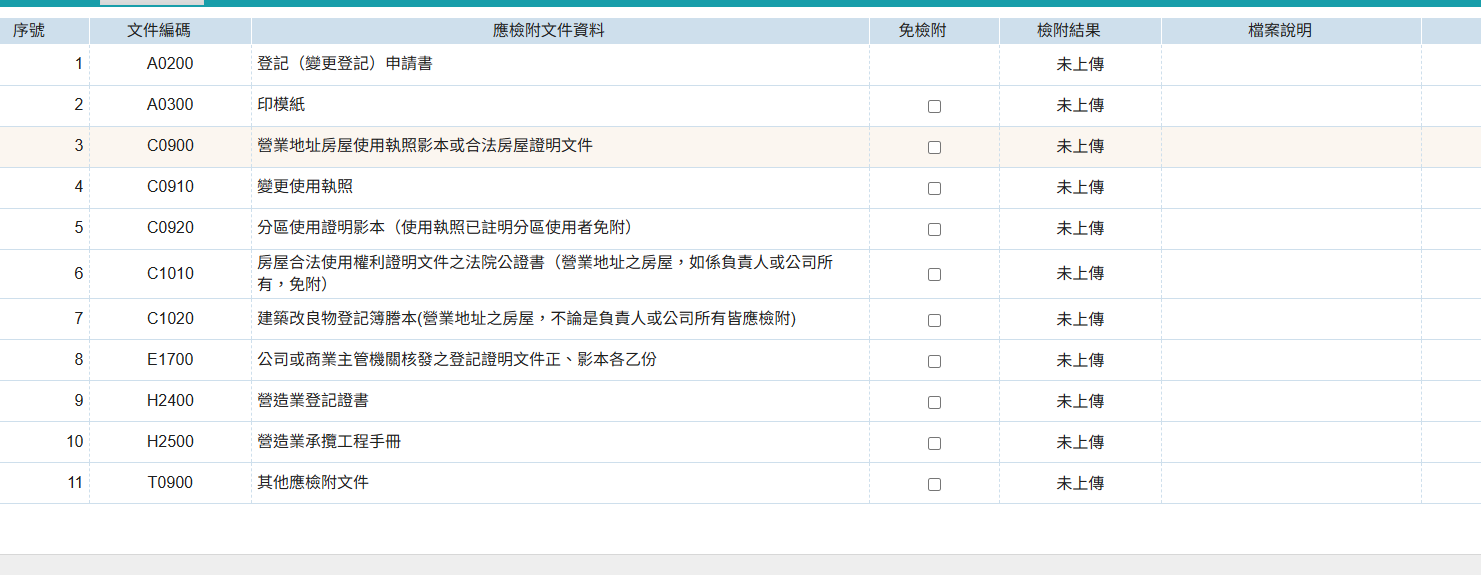 序號 文件編碼 應檢附文件資料 免檢附 檢附結果 檔案說明
1 A0200 登記（變更登記）申請書 未上傳
2 A0300 印模紙 未上傳
3 C0900 營業地址房屋使用執照影本或合法房屋證明文件 未上傳
4 C0910 變更使用執照 未上傳
5 C0920 分區使用證明影本（使用執照已註明分區使用者免附） 未上傳
6 C1010 房屋合法使用權利證明文件之法院公證書（營業地址之房屋，如係負責人或公司所 未上傳
有，免附）
7 C1020 建築改良物登記簿謄本(營業地址之房屋，不論是負責人或公司所有皆應檢附) 未上傳
8 E1700 公司或商業主管機關核發之登記證明文件正、影本各乙份 未上傳
9 H2400 營造業登記證書 未上傳
10 H2500 營造業承攬工程手冊 未上傳
11 T0900 其他應檢附文件 未上傳